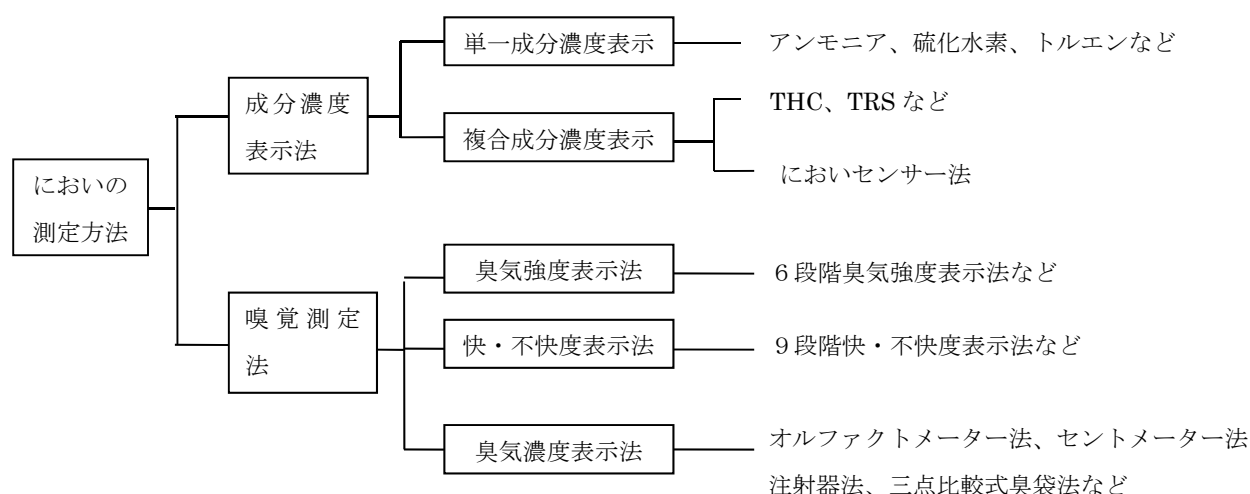 においの
測定方法
成分濃度
表示法
単一成分濃度表示
アンモニア、硫化水素、トルエンなど
複合成分濃度表示
THC、TRS など
においセンサー法
嗅覚測定
法
臭気強度表示法
6段階臭気強度表示法など
快・不快度表示法
9段階快・不快度表示法など
臭気濃度表示法
オルファクトメーター法、セントメーター法
注射器法、三点比較式臭袋法など